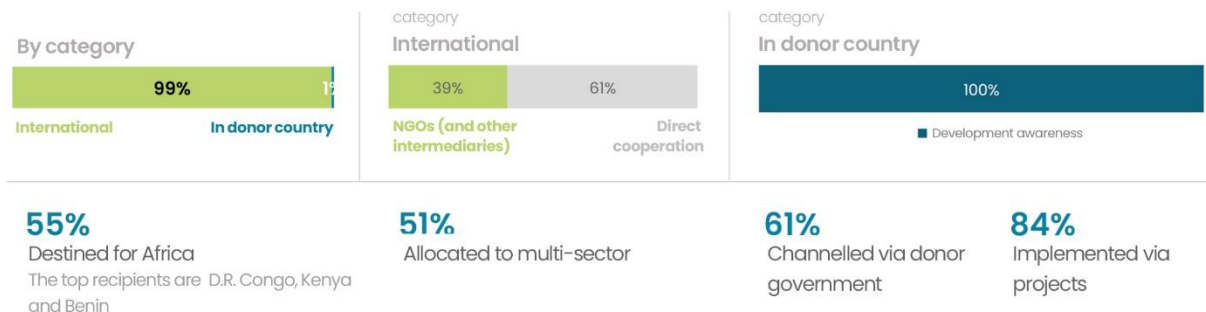 By category
99%
1%
International
In donor country
category
International
39%
61%
NGOs (and other
intermediaries)
Direct
cooperation
category
In donor country
100%
Development awareness
55%
Destined for Africa
The top recipients are D.R. Congo, Kenya
and Benin
51%
Allocated to multi-sector
61%
Channelled via donor
government
84%
Implemented via
projects